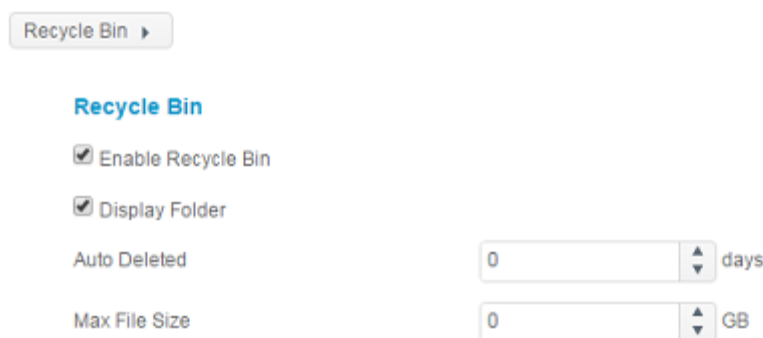 Recycle Bin
Recycle Bin
Enable Recycle Bin
Display Folder
Auto Deleted 0 days
Max File Size 0 GB